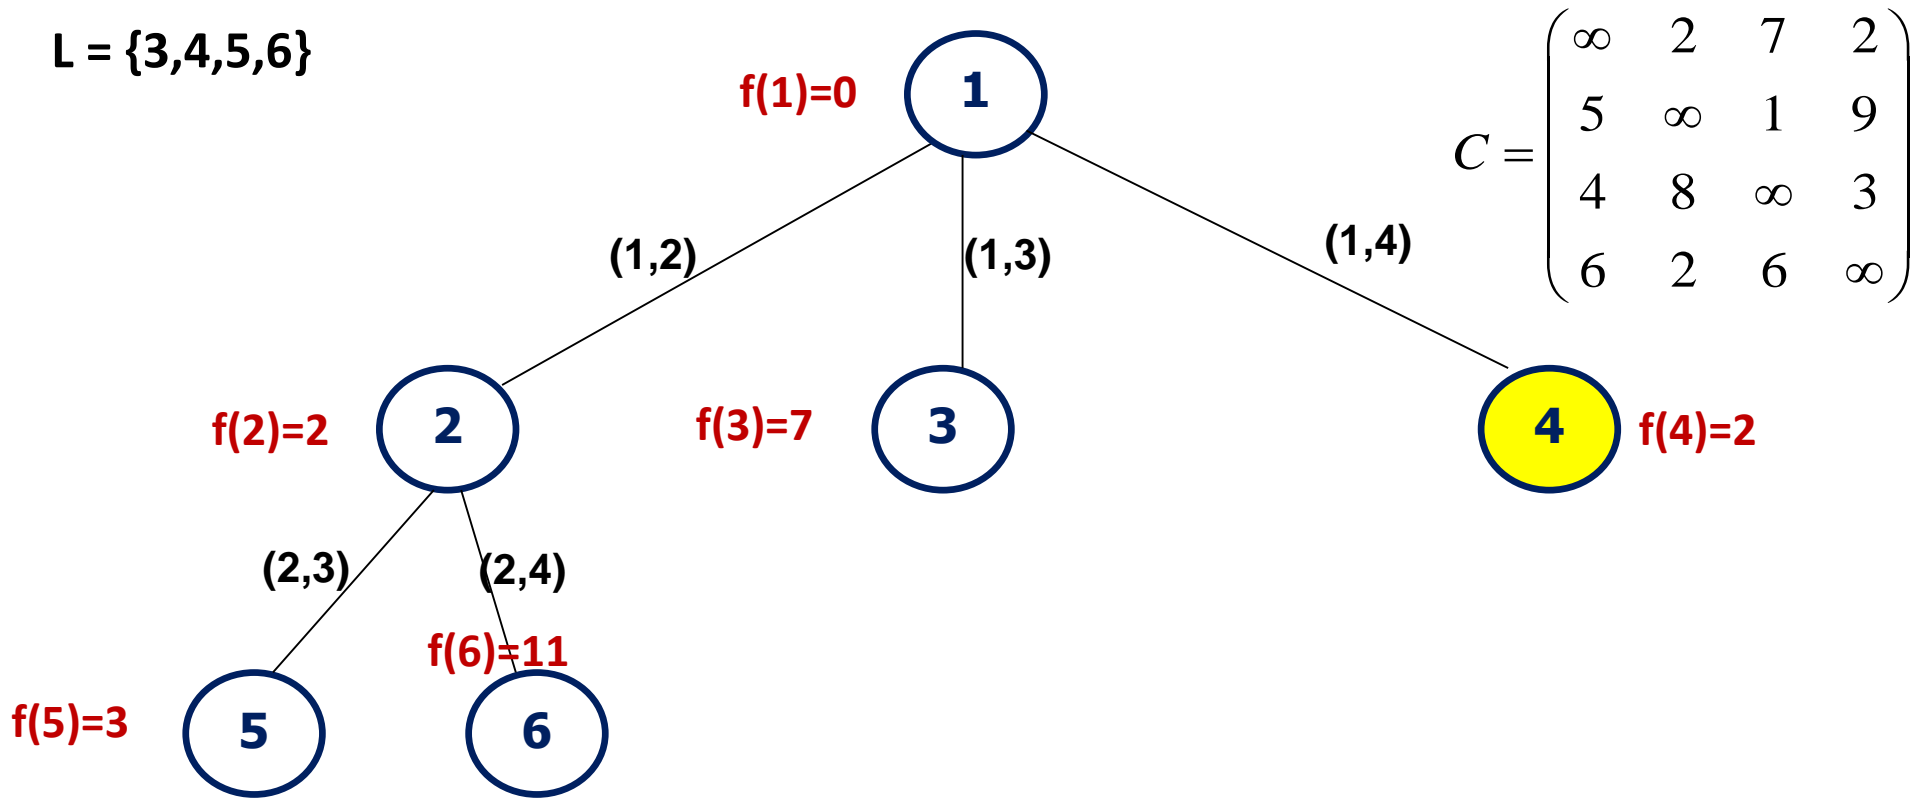 L = {3,4,5,6}
f(1)=0
1
C = 
∞ 2 7 2
5 ∞ 1 9
4 8 ∞ 3
6 2 6 ∞
(1,2)
(1,3)
(1,4)
f(2)=2
2
f(3)=7
3
4
f(4)=2
(2,3)
(2,4)
f(6)=11
f(5)=3
5
6